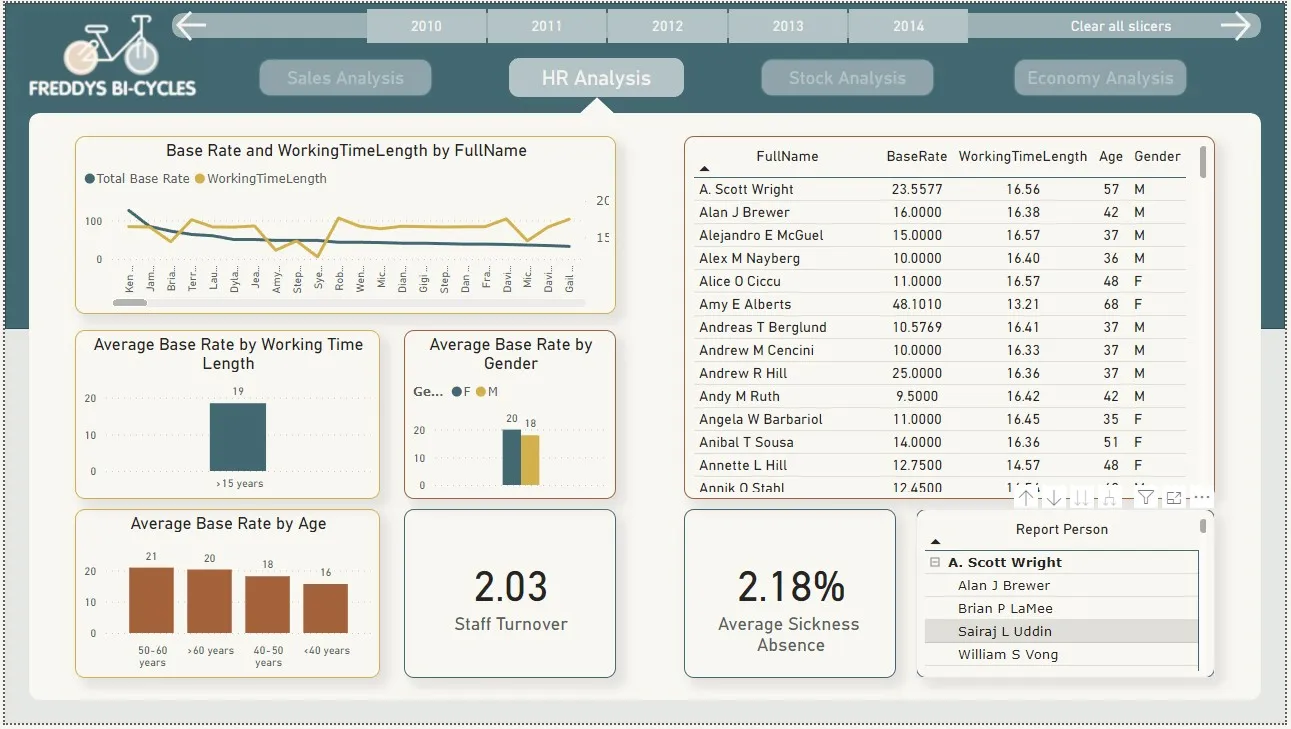 2010 2011 2012 2013 2014 Clear all slicers
FREDDYS BI-CYCLES
Sales Analysis HR Analysis Stock Analysis Economy Analysis
Base Rate and WorkingTimeLength by FullName
Total Base Rate WorkingTimeLength
100
0
20
15
Ken ... Jam... Bria... Terr... Lau... Dyla... Jea... Amy... Step... Sye... Rob... Wen... Mic... Dian... Gigi ... Step... Dan ... Fra... Davi... Mic... Davi... Gail ...
Average Base Rate by Working Time
Length
19
20
10
0
>15 years
Average Base Rate by
Gender
Ge... F M
20 18
20
10
0
Average Base Rate by Age
21 20 18 16
20
10
0
50-60
years
>60 years
40-50
years
<40 years
2.03
Staff Turnover
FullName BaseRate WorkingTimeLength Age Gender
A. Scott Wright 23.5577 16.56 57 M
Alan J Brewer 16.0000 16.38 42 M
Alejandro E McGuel 15.0000 16.57 37 M
Alex M Nayberg 10.0000 16.40 36 M
Alice O Ciccu 11.0000 16.57 48 F
Amy E Alberts 48.1010 13.21 68 F
Andreas T Berglund 10.5769 16.41 37 M
Andrew M Cencini 10.0000 16.33 37 M
Andrew R Hill 25.0000 16.36 37 M
Andy M Ruth 9.5000 16.42 42 M
Angela W Barbariol 11.0000 16.45 35 F
Anibal T Sousa 14.0000 16.36 51 F
Annette L Hill 12.7500 14.57 48 F
Annik O Stahl 12.4500
2.18%
Average Sickness
Absence
Report Person
A. Scott Wright
Alan J Brewer
Brian P LaMee
Sairaj L Uddin
William S Vong